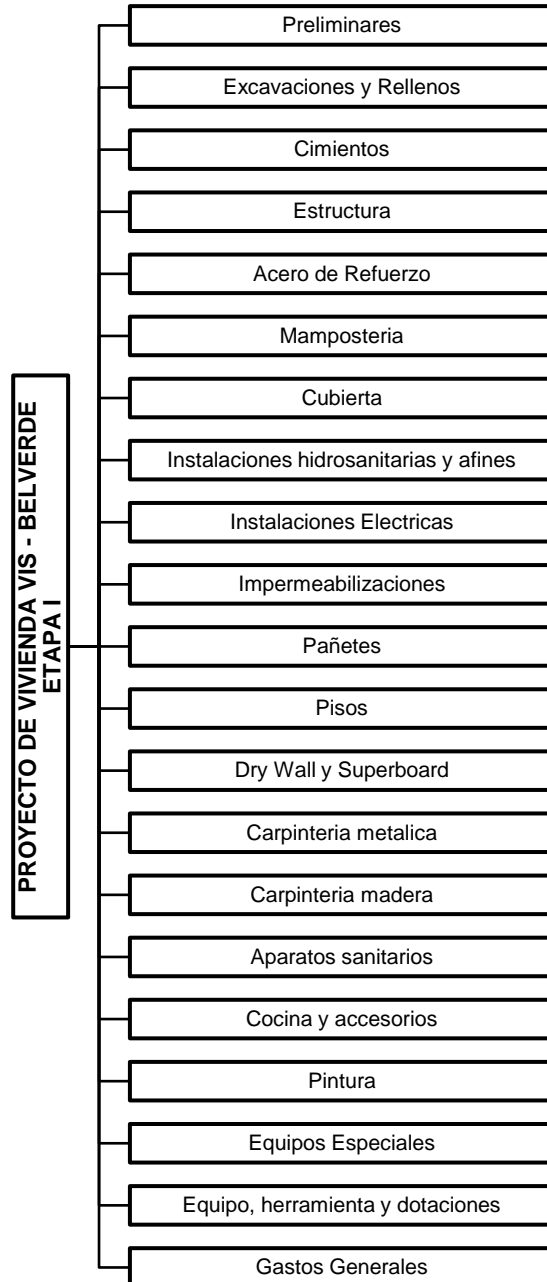 PROYECTO DE VIVIENDA VIS - BELVERDE
ETAPA I
Preliminares
Excavaciones y Rellenos
Cimientos
Estructura
Acero de Refuerzo
Mamposteria
Cubierta
Instalaciones hidrosanitarias y afines
Instalaciones Electricas
Impermeabilizaciones
Pañetes
Pisos
Dry Wall y Superboard
Carpinteria metalica
Carpinteria madera
Aparatos sanitarios
Cocina y accesorios
Pintura
Equipos Especiales
Equipo, herramienta y dotaciones
Gastos Generales